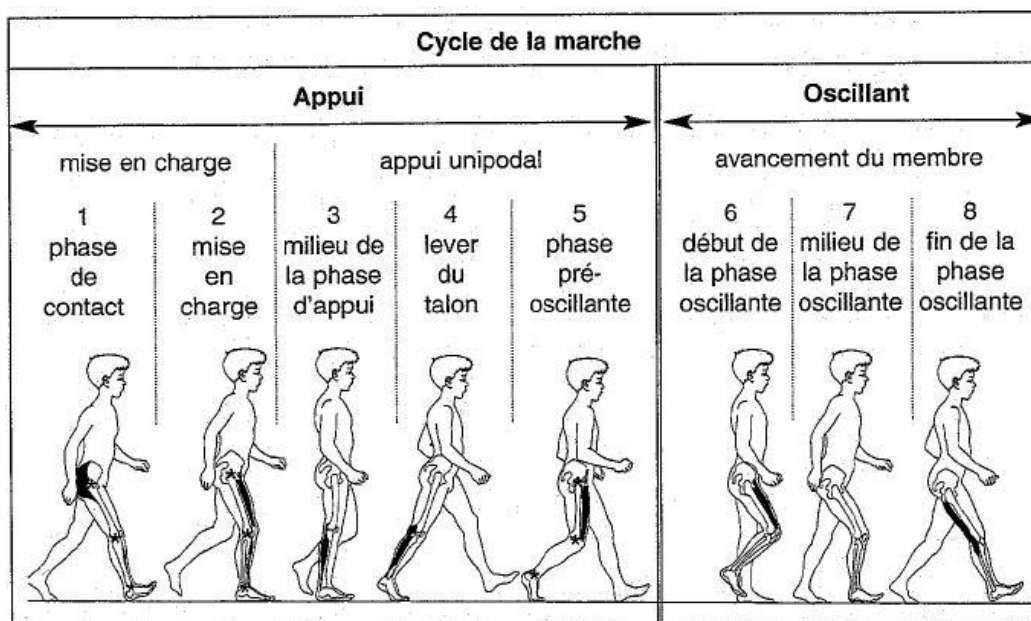 Cycle de la marche
Appui
Oscillant
mise en charge
appui unipodal
avancement du membre
1
phase
de
contact
2
mise
en
charge
3
milieu de
la phase
d'appui
4
lever
du
talon
5
phase
pré-
oscillante
6
début de
la phase
oscillante
7
milieu de
la phase
oscillante
8
fin de la
phase
oscillante